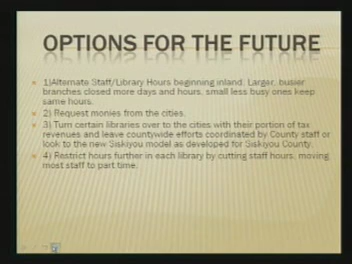 OPTIONS FOR THE FUTURE
1)Alternate Staff/Library Hours beginning inland. Larger, busier
branches closed more days and hours, small less busy ones keep
same hours.
2) Request monies from the cities.
3) Turn certain libraries over to the cities with their portion of tax
revenues and leave countywide efforts coordinated by County staff or
look to the new Siskiyou model as developed for Siskiyou County.
4) Restrict hours further in each library by cutting staff hours, moving
most staff to part time.